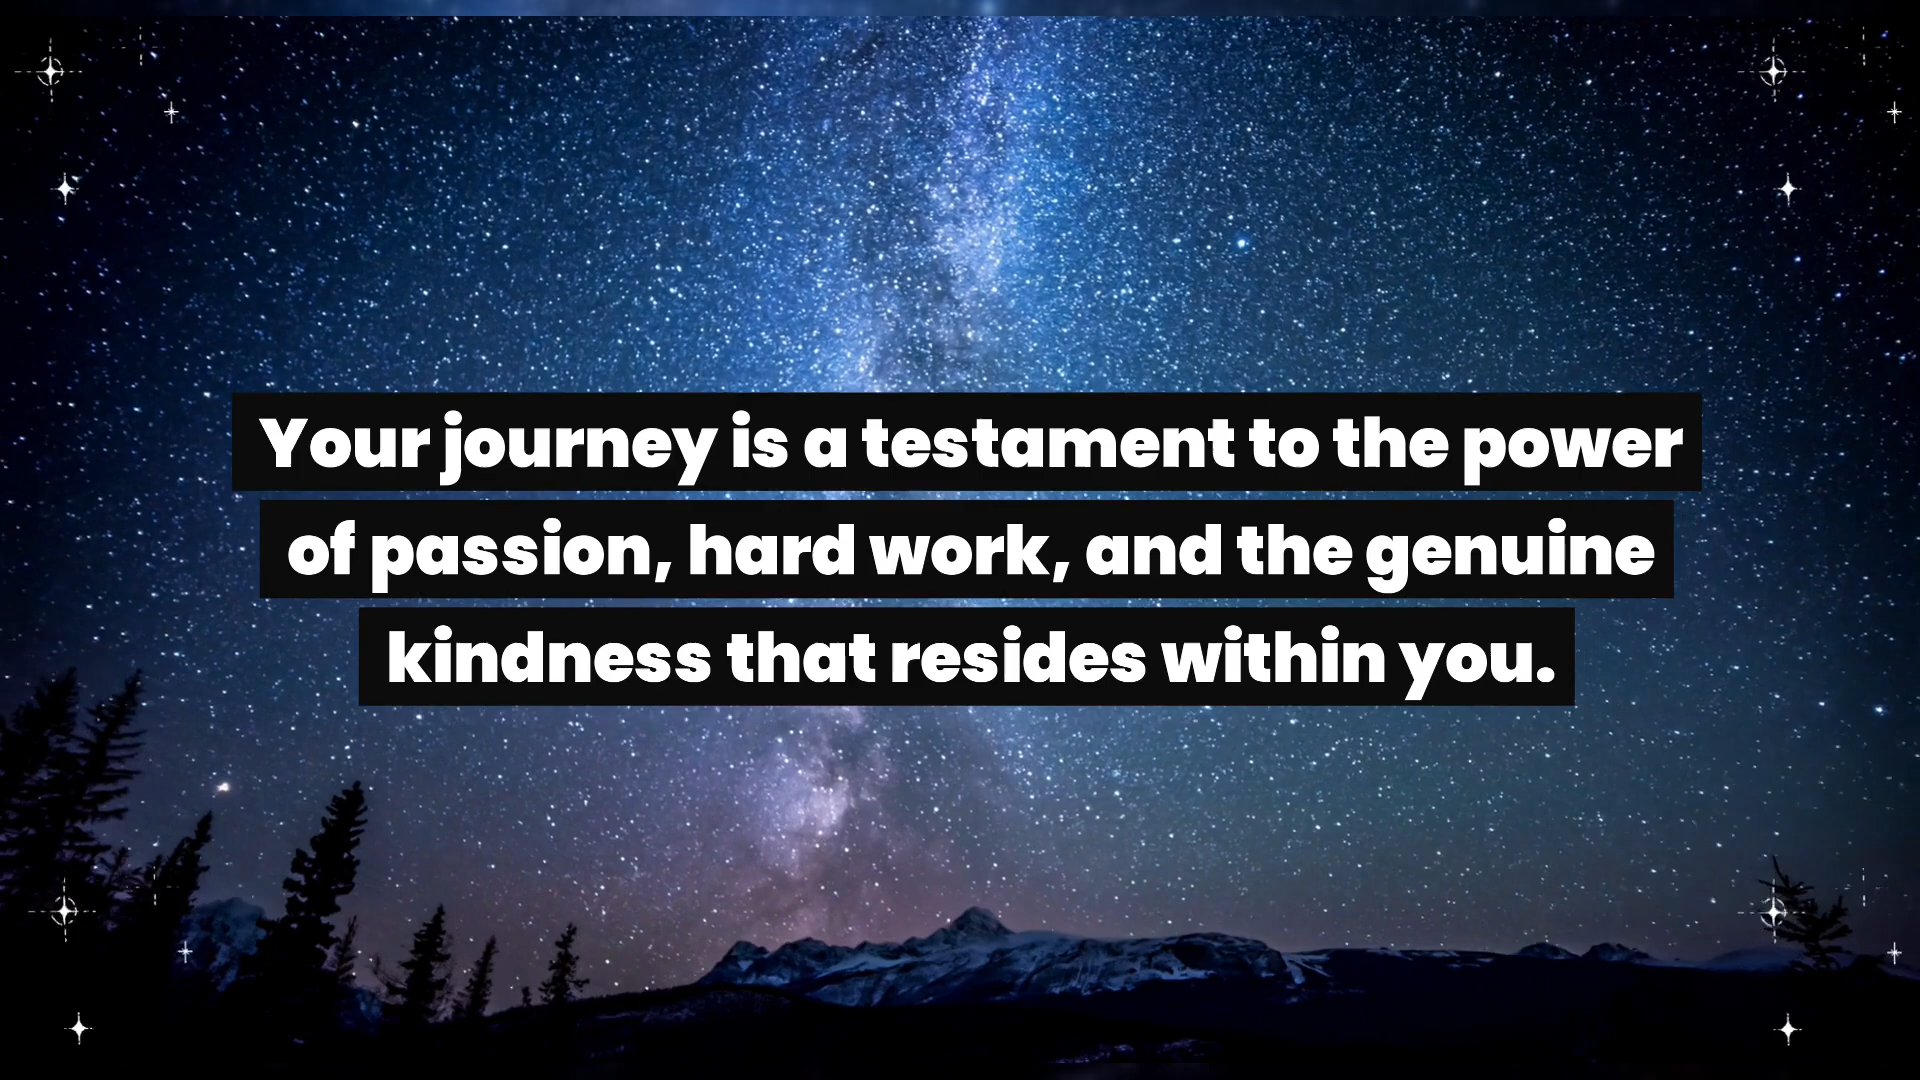 Your journey is a testament to the power
of passion, hard work, and the genuine
kindness that resides within you.